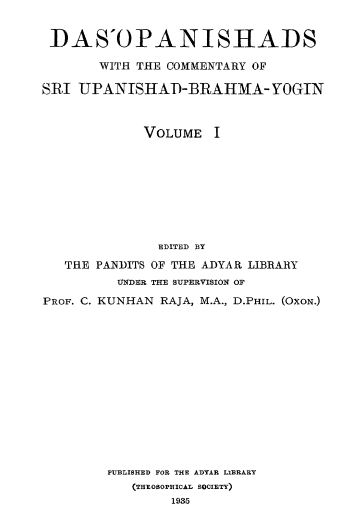 DAS'OPANISHADS
WITH THE COMMENTARY OF
SRI UPANISHAD-BRAHMA-YOGIN
VOLUME I
EDITED BY
THE PANDITS OF THE ADYAR LIBRARY
UNDER THE SUPERVISION OF
PROF. C. KUNHAN RAJA, M.A., D.PHIL. (OXON.)
PUBLISHED FOR THE ADYAR LIBRARY
(THEOSOPHICAL SOCIETY)
1935